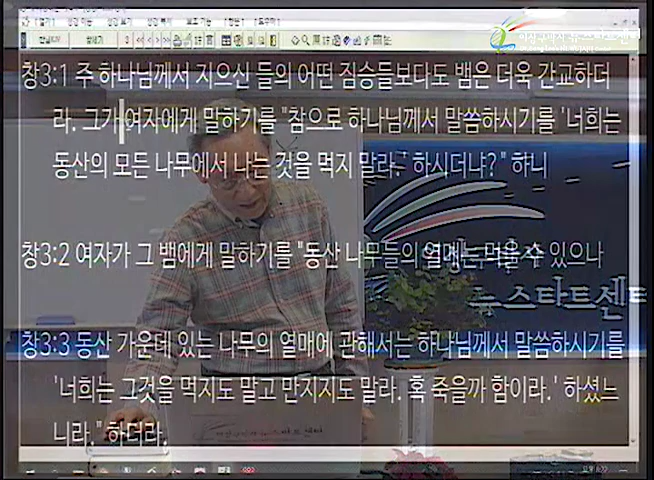 창3:1 주 하나님께서 지으신 들의 어떤 짐승들보다도 뱀은 더욱 간교하더
라. 그가 여자에게 말하기를 "참으로 하나님께서 말씀하시기를 '너희는
동산의 모든 나무에서 나는 것을 먹지 말라.' 하시더냐?" 하니
창3:2 여자가 그 뱀에게 말하기를 "동산 나무들의 열매는 먹을 수 있으나
뉴스타트센터
창3:3 동산 가운데 있는 나무의 열매에 관해서는 하나님께서 말씀하시기를
'너희는 그것을 먹지도 말고 만지지도 말라. 혹 죽을까 함이라.' 하셨느
니라." 하더라.